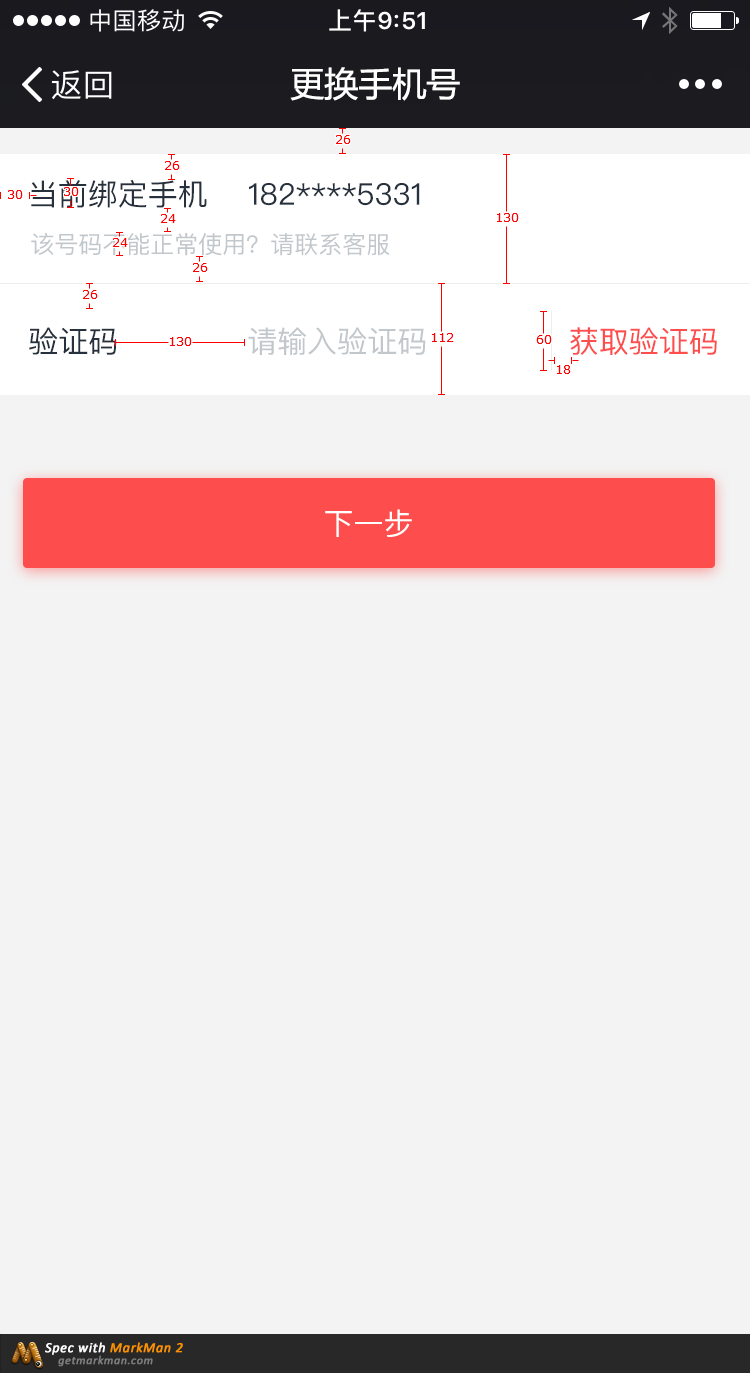 中国移动 上午9:51
返回 更换手机号
26
26
30 当前绑定手机 30 182****5331
24 130
该号码不能正常使用？请联系客服
24
26
26
验证码 130 请输入验证码 112 60 获取验证码
18
下一步
Spec with MarkMan 2
getmarkman.com